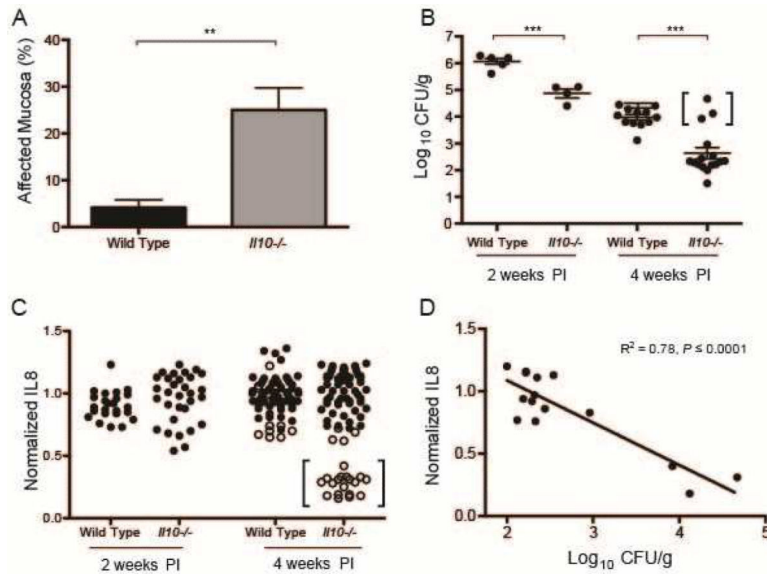 A
**
Affected Mucosa (%)
40
30
20
10
0
Wild Type
Il10-/-
B
***
***
Log10 CFU/g
7
6
5
4
3
2
1
0
Wild Type
Il10-/-
Wild Type
Il10-/-
2 weeks PI
4 weeks PI
C
Normalized IL8
1.5
1.0
0.5
0.0
Wild Type
Il10-/-
Wild Type
Il10-/-
2 weeks PI
4 weeks PI
D
R² = 0.78, P ≤ 0.0001
Normalized IL8
1.5
1.0
0.5
0.0
2
3
4
5
Log10 CFU/g